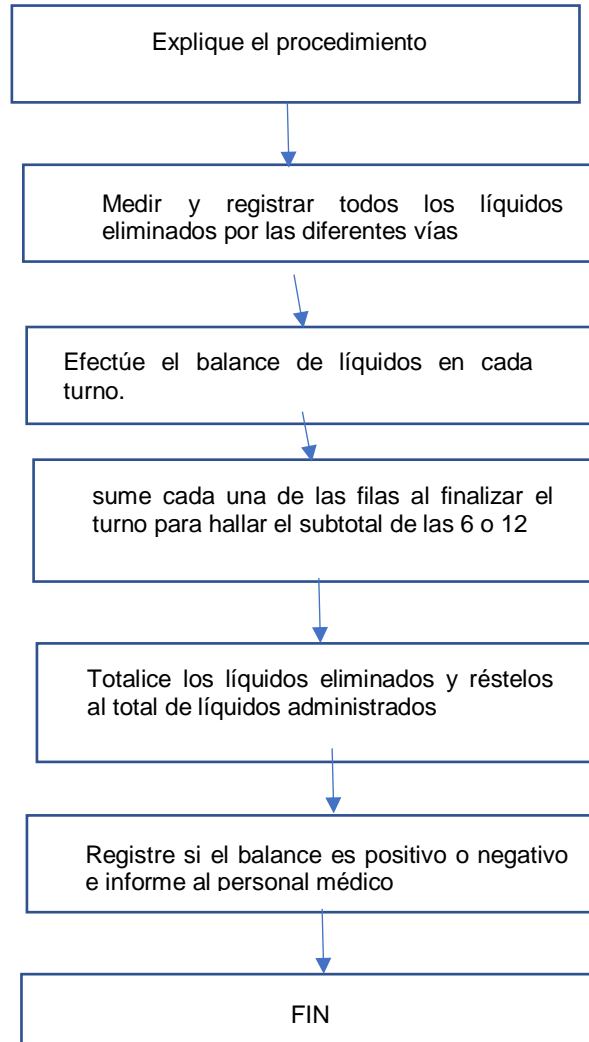 Explique el procedimiento
Medir y registrar todos los líquidos
eliminados por las diferentes vías
Efectúe el balance de líquidos en cada
turno.
sume cada una de las filas al finalizar el
turno para hallar el subtotal de las 6 o 12
Totalice los líquidos eliminados y réstelos
al total de líquidos administrados
Registre si el balance es positivo o negativo
e informe al personal médico
FIN